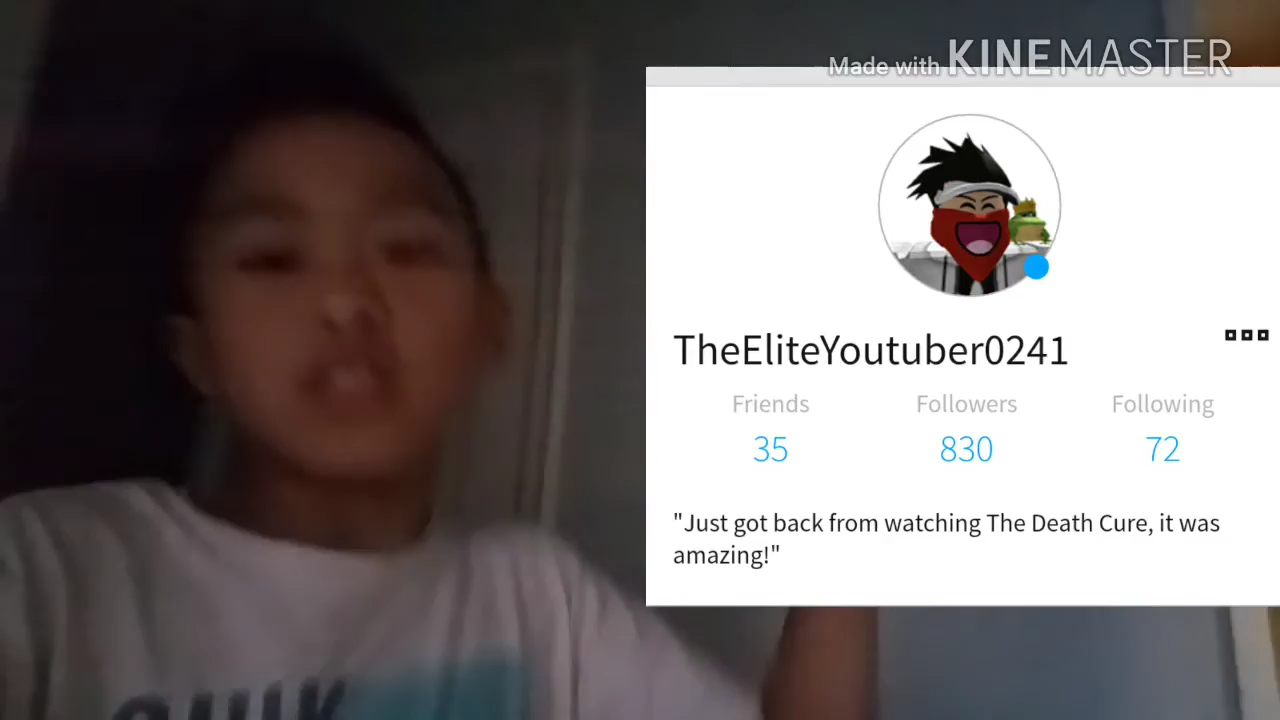 Made with KINEMASTER
TheEliteYoutuber0241
Friends Followers Following
35 830 72
"Just got back from watching The Death Cure, it was
amazing!"